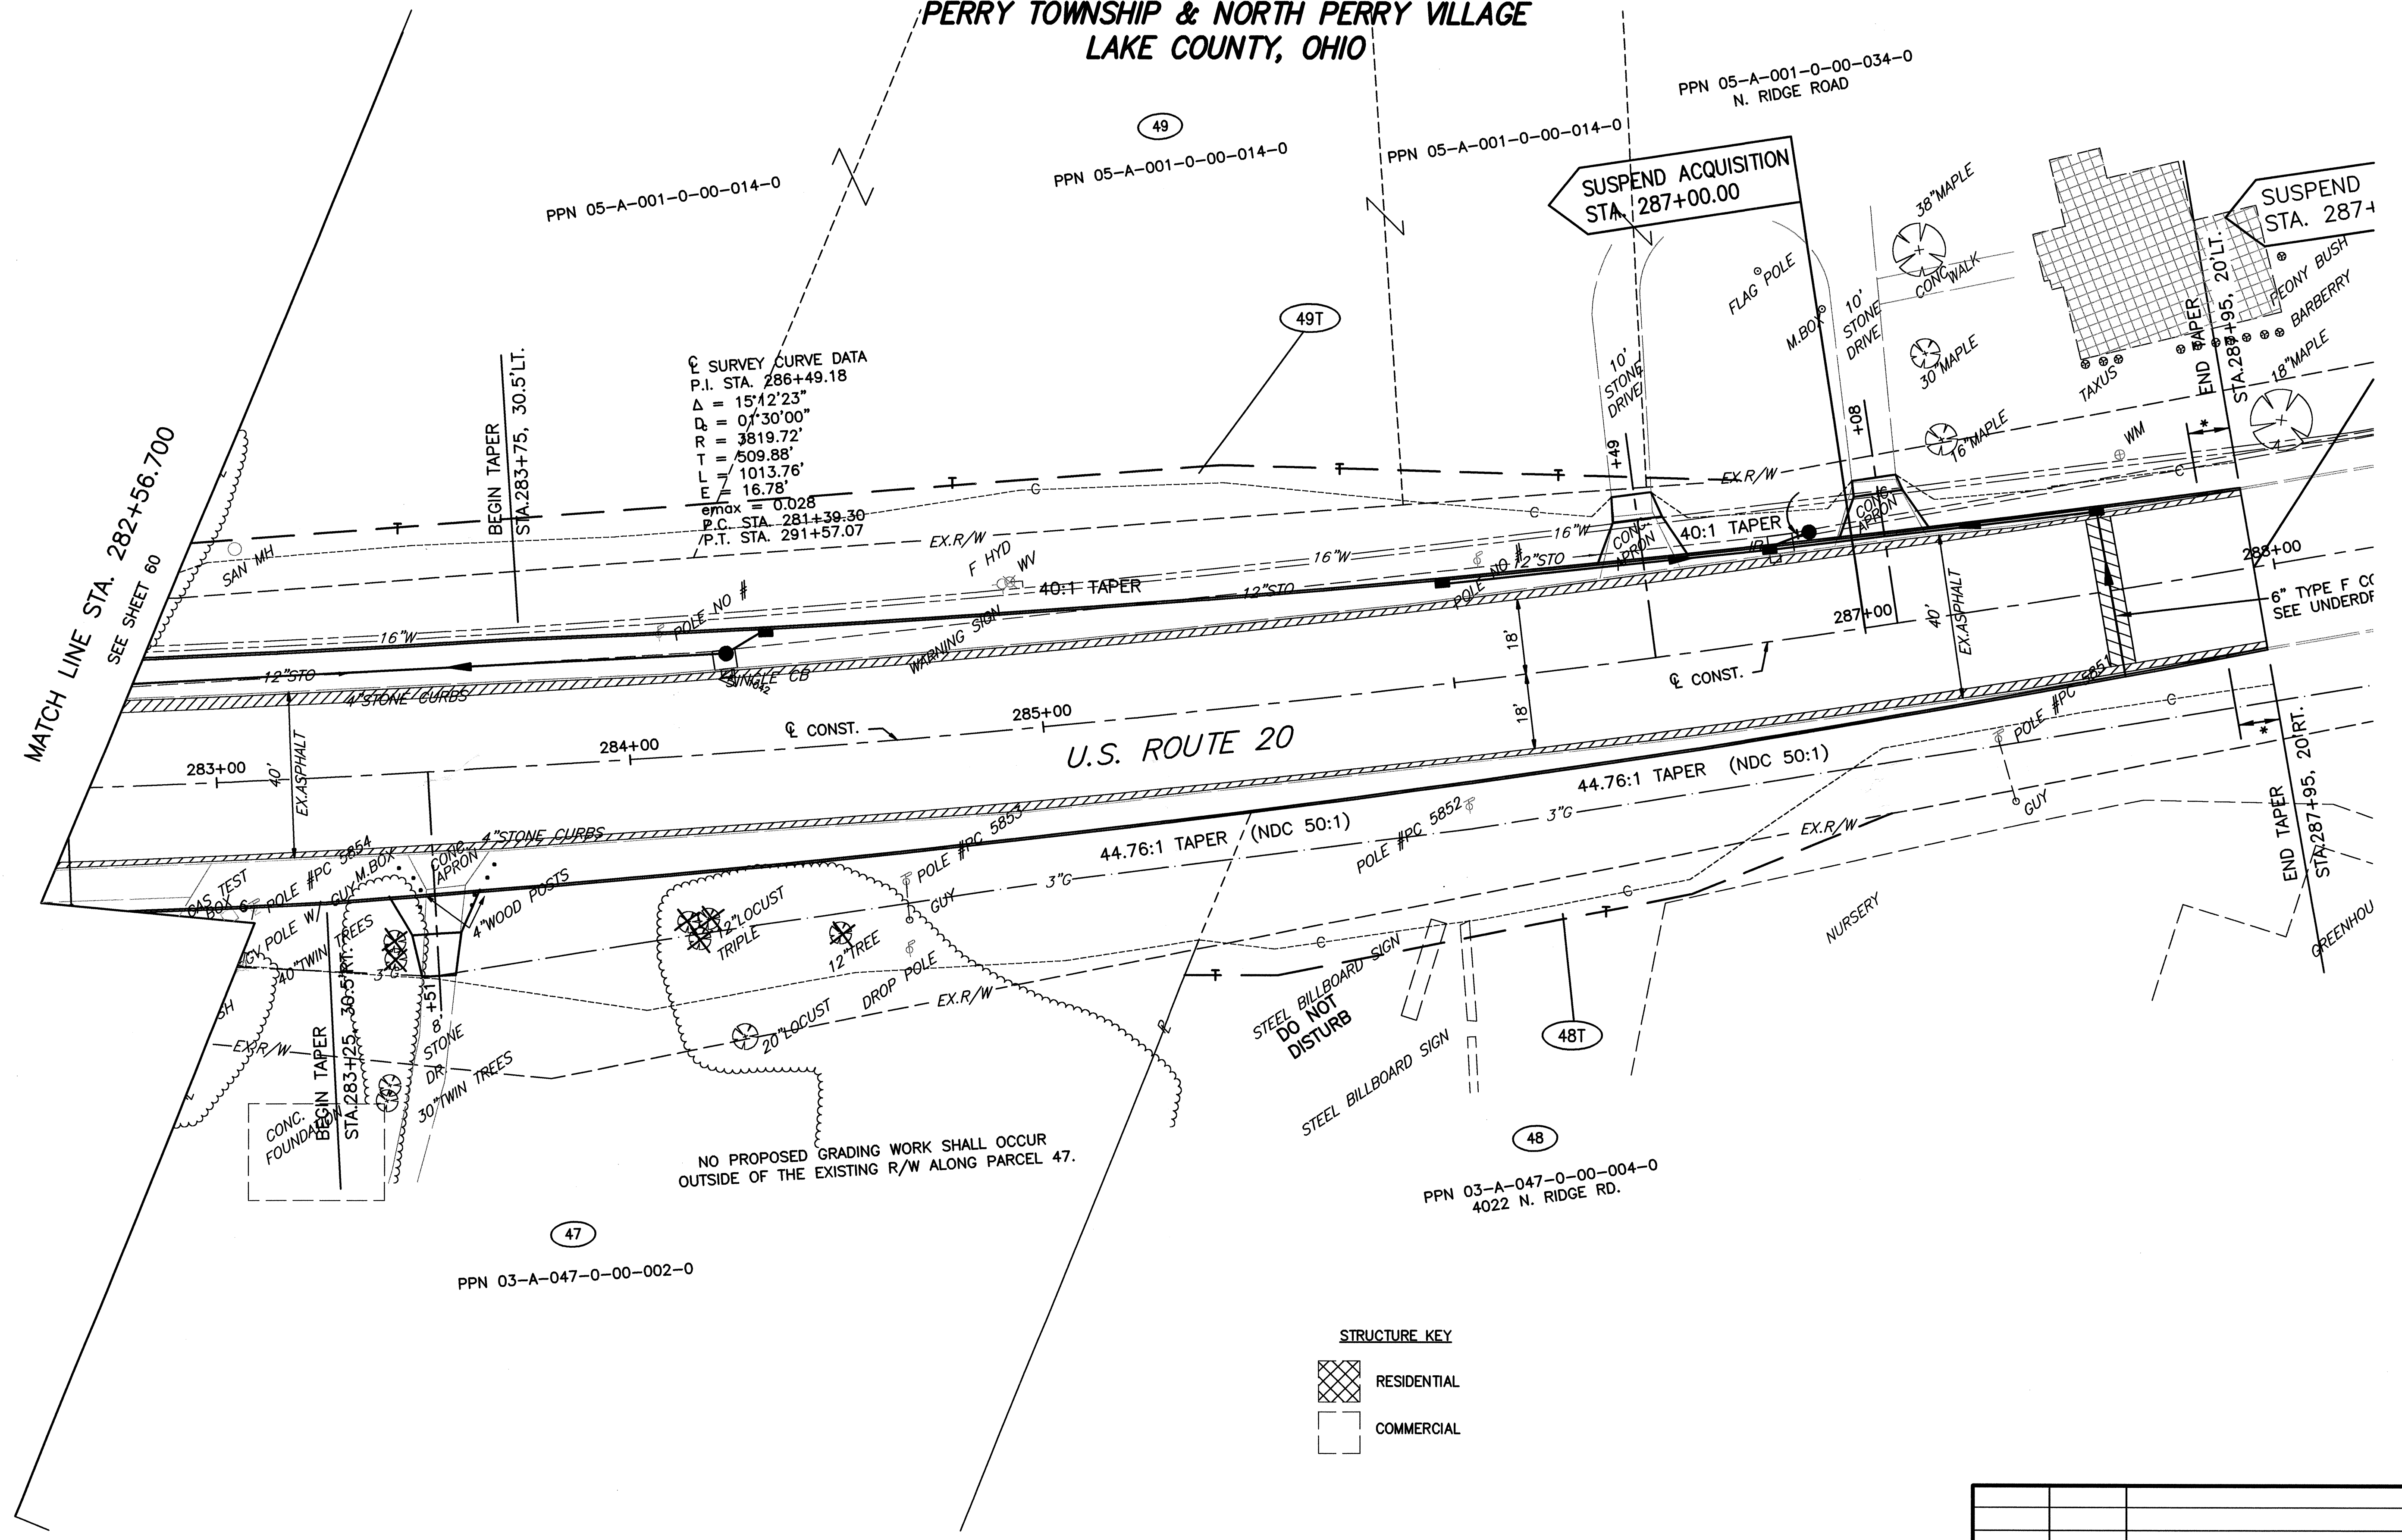 PERRY TOWNSHIP & NORTH PERRY VILLAGE
LAKE COUNTY, OHIO
PPN 05-A-001-0-00-034-0
N. RIDGE ROAD
49
PPN 05-A-001-0-00-014-0
PPN 05-A-001-0-00-014-0
PPN 05-A-001-0-00-014-0
SUSPEND ACQUISITION
STA. 287+00.00
SUSPEND
STA. 287+
38"MAPLE
CONC. WALK
FLAG POLE
M.BOX
10'
STONE
DRIVE
10'
STONE
DRIVE
30"MAPLE
16"MAPLE
TAXUS
PEONY BUSH
BARBERRY
18"MAPLE
WM
END TAPER
STA.287+95, 20'LT.
*
49T
℄ SURVEY CURVE DATA
P.I. STA. 286+49.18
Δ = 15°12'23"
Dc = 01°30'00"
R = 3819.72'
T = 509.88'
L = 1013.76'
E = 16.78'
emax = 0.028
P.C. STA. 281+39.30
P.T. STA. 291+57.07
BEGIN TAPER
STA.283+75, 30.5'LT.
MATCH LINE STA. 282+56.700
SEE SHEET 60
SAN MH
T
T
T
T
C
C
C
EX.R/W
EX.R/W
+49
+08
CONC.
APRON
CONC.
APRON
40:1 TAPER
40:1 TAPER
16"W
16"W
16"W
12"STO
12"STO
12"STO
F HYD
WV
POLE NO #
POLE NO #
WARNING SIGN
SINGLE CB
4"STONE CURBS
40'
EX.ASPHALT
40'
EX.ASPHALT
18'
18'
283+00
284+00
285+00
287+00
288+00
℄ CONST.
℄ CONST.
U.S. ROUTE 20
6" TYPE F CO
SEE UNDERDR
4"STONE CURBS
44.76:1 TAPER (NDC 50:1)
44.76:1 TAPER (NDC 50:1)
3"G
3"G
3"G
POLE #PC 5851
POLE #PC 5852
POLE #PC 5853
POLE #PC 5854
GUY
GUY
GAS TEST
BOX
POLE W/ GUY
M.BOX
CONC.
APRON
4"WOOD POSTS
40"TWIN TREES
12"LOCUST
TRIPLE
12"TREE
DROP POLE
20"LOCUST
EX.R/W
EX.R/W
EX.R/W
C
C
C
T
T
+51
8'
STONE
DR
30"TWIN TREES
BEGIN TAPER
STA.283+25, 30.5'RT.
CONC.
FOUNDATION
STEEL BILLBOARD SIGN
DO NOT
DISTURB
STEEL BILLBOARD SIGN
48T
NURSERY
GREENHOU
END TAPER
STA.287+95, 20'RT.
*
NO PROPOSED GRADING WORK SHALL OCCUR
OUTSIDE OF THE EXISTING R/W ALONG PARCEL 47.
48
PPN 03-A-047-0-00-004-0
4022 N. RIDGE RD.
47
PPN 03-A-047-0-00-002-0
STRUCTURE KEY
RESIDENTIAL
COMMERCIAL